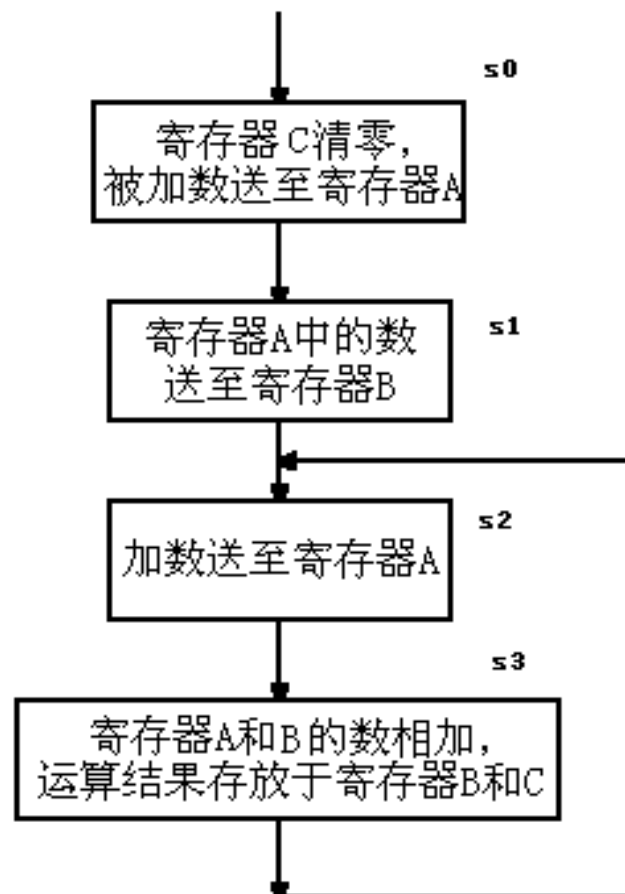 s0
寄存器C清零,
被加数送至寄存器A
s1
寄存器A中的数
送至寄存器B
s2
加数送至寄存器A
s3
寄存器A和B的数相加,
运算结果存放于寄存器B和C